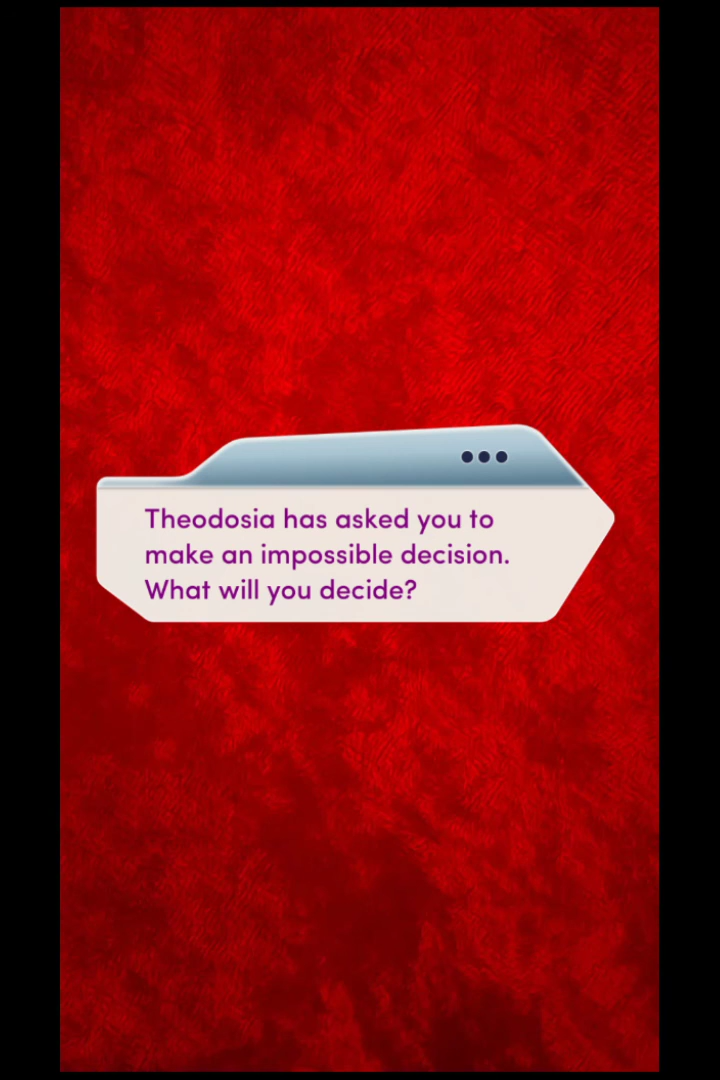 Theodosia has asked you to
make an impossible decision.
What will you decide?